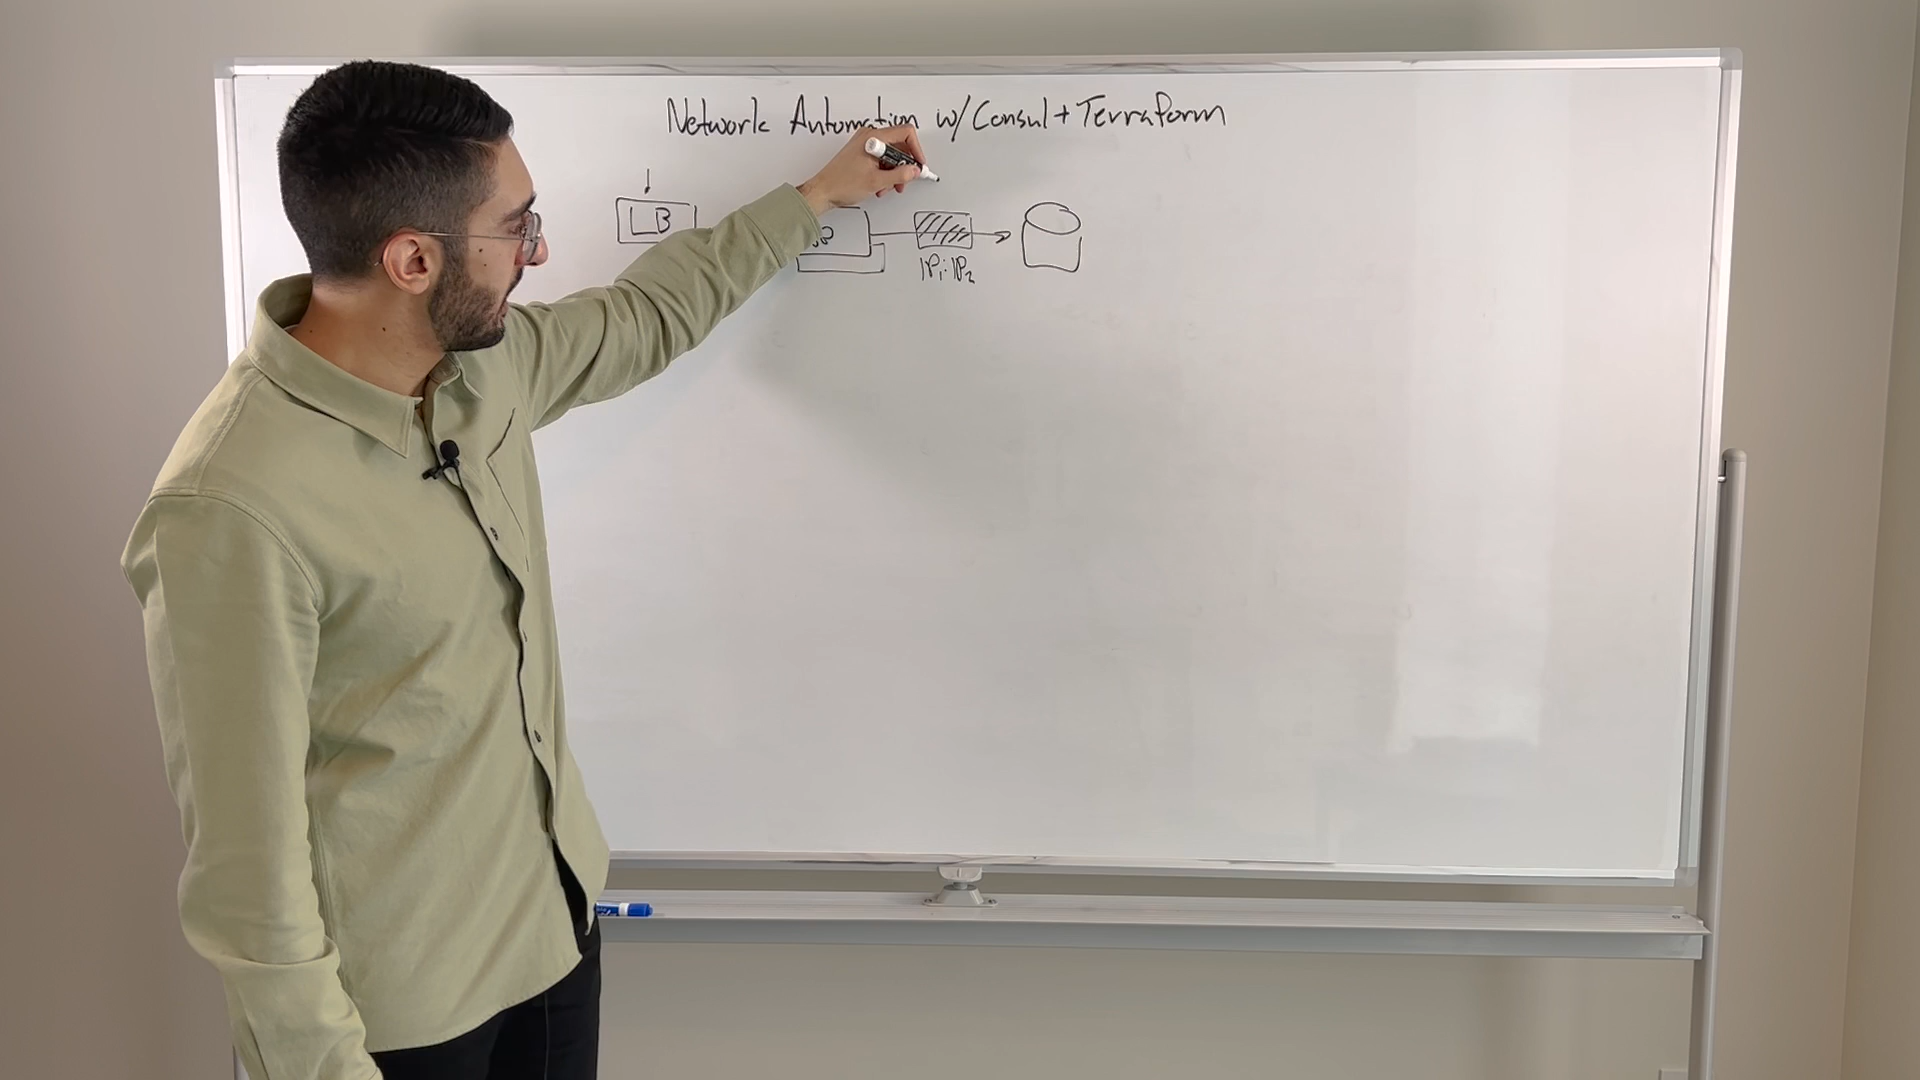 Network Automation w/ Consul + Terraform
LB
IP₁:IP₂